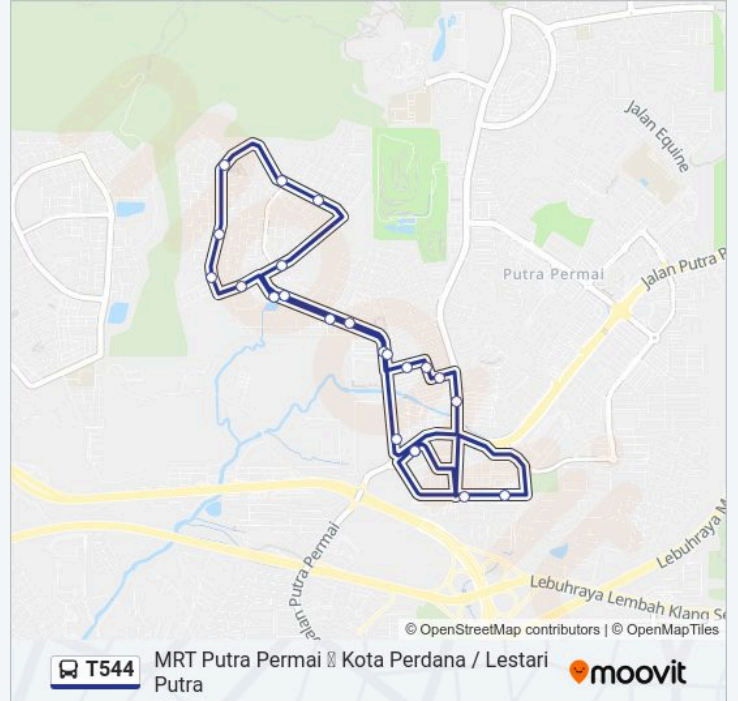 Jalan Equine
Putra Permai
Jalan Putra P
Jalan Putra Permai
Lebuhraya M
Lebuhraya Lembah Klang Se
© OpenStreetMap contributors | © OpenMapTiles
T544
MRT Putra Permai  Kota Perdana / Lestari
Putra
moovit